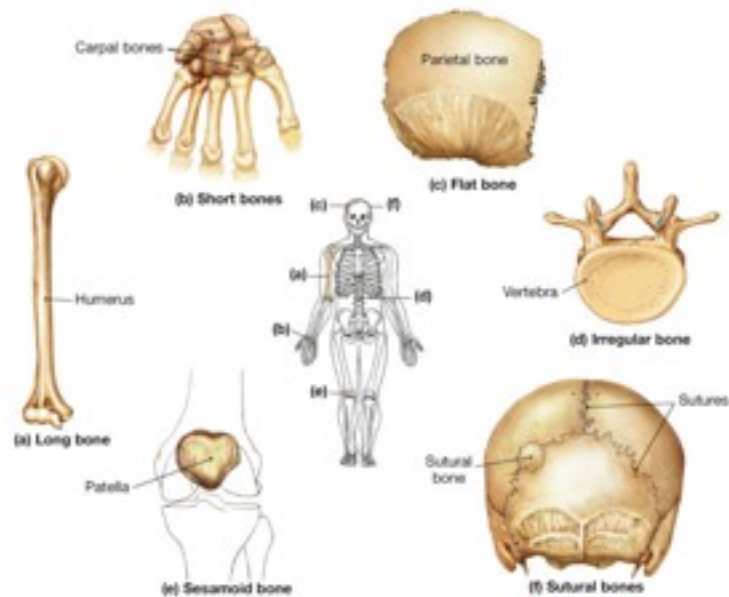 Carpal bones
(b) Short bones
Parietal bone
(c) Flat bone
Humerus
(a) Long bone
(c)
(f)
(a)
(d)
(b)
(e)
Vertebra
(d) Irregular bone
Patella
(e) Sesamoid bone
Sutures
Sutural
bone
(f) Sutural bones